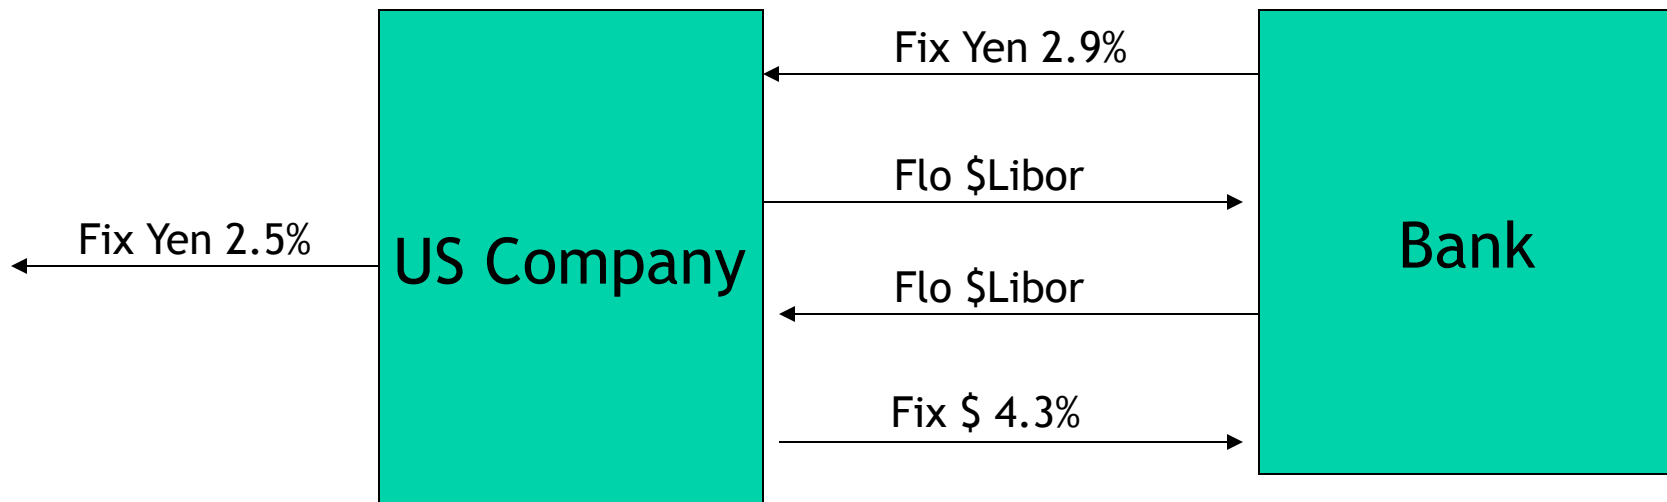 Fix Yen 2.9%
Flo $Libor
Fix Yen 2.5%
US Company
Bank
Flo $Libor
Fix $ 4.3%